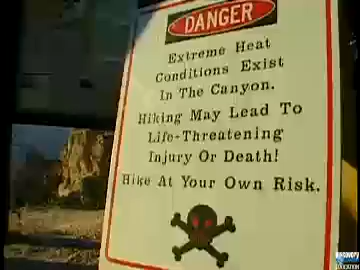 DANGER
Extreme Heat
Conditions Exist
In The Canyon.
Hiking May Lead To
Life-Threatening
Injury Or Death!
Hike At Your Own Risk.
EDUCATION